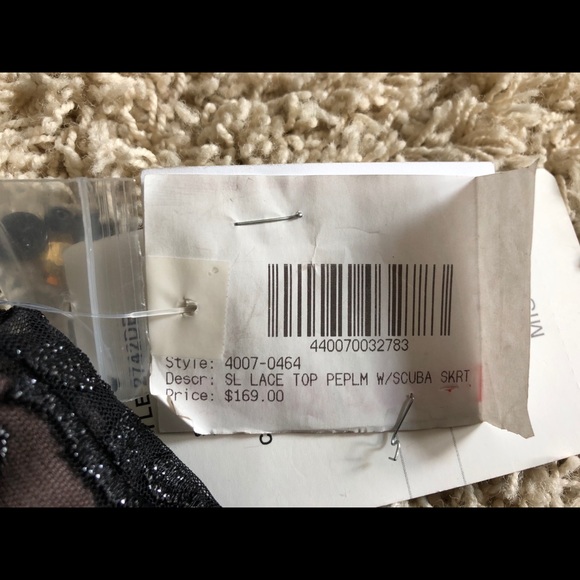 440070032783
Style: 4007-0464
Descr: SL LACE TOP PEPLM W/SCUBA SKRT
Price: $169.00